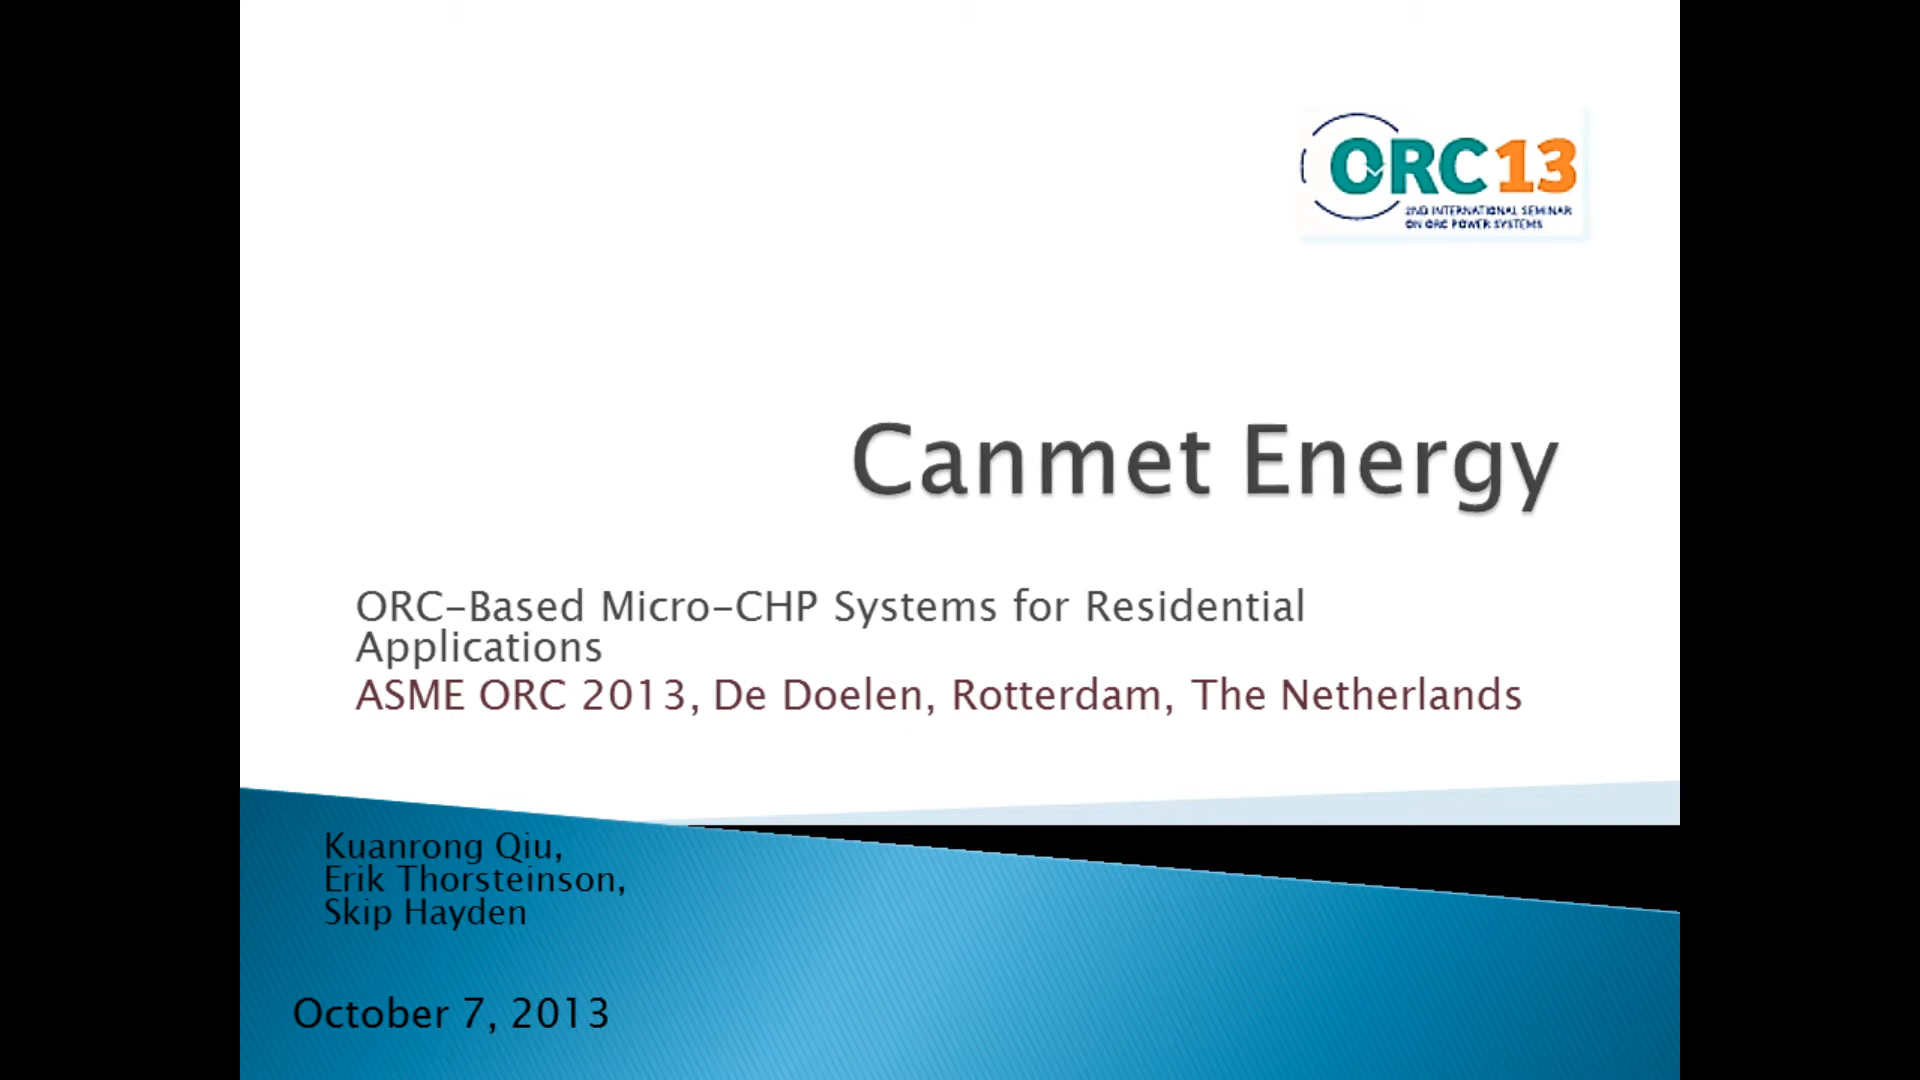 ORC13
2ND INTERNATIONAL SEMINAR
ON ORC POWER SYSTEMS
Canmet Energy
ORC-Based Micro-CHP Systems for Residential
Applications
ASME ORC 2013, De Doelen, Rotterdam, The Netherlands
Kuanrong Qiu,
Erik Thorsteinson,
Skip Hayden
October 7, 2013